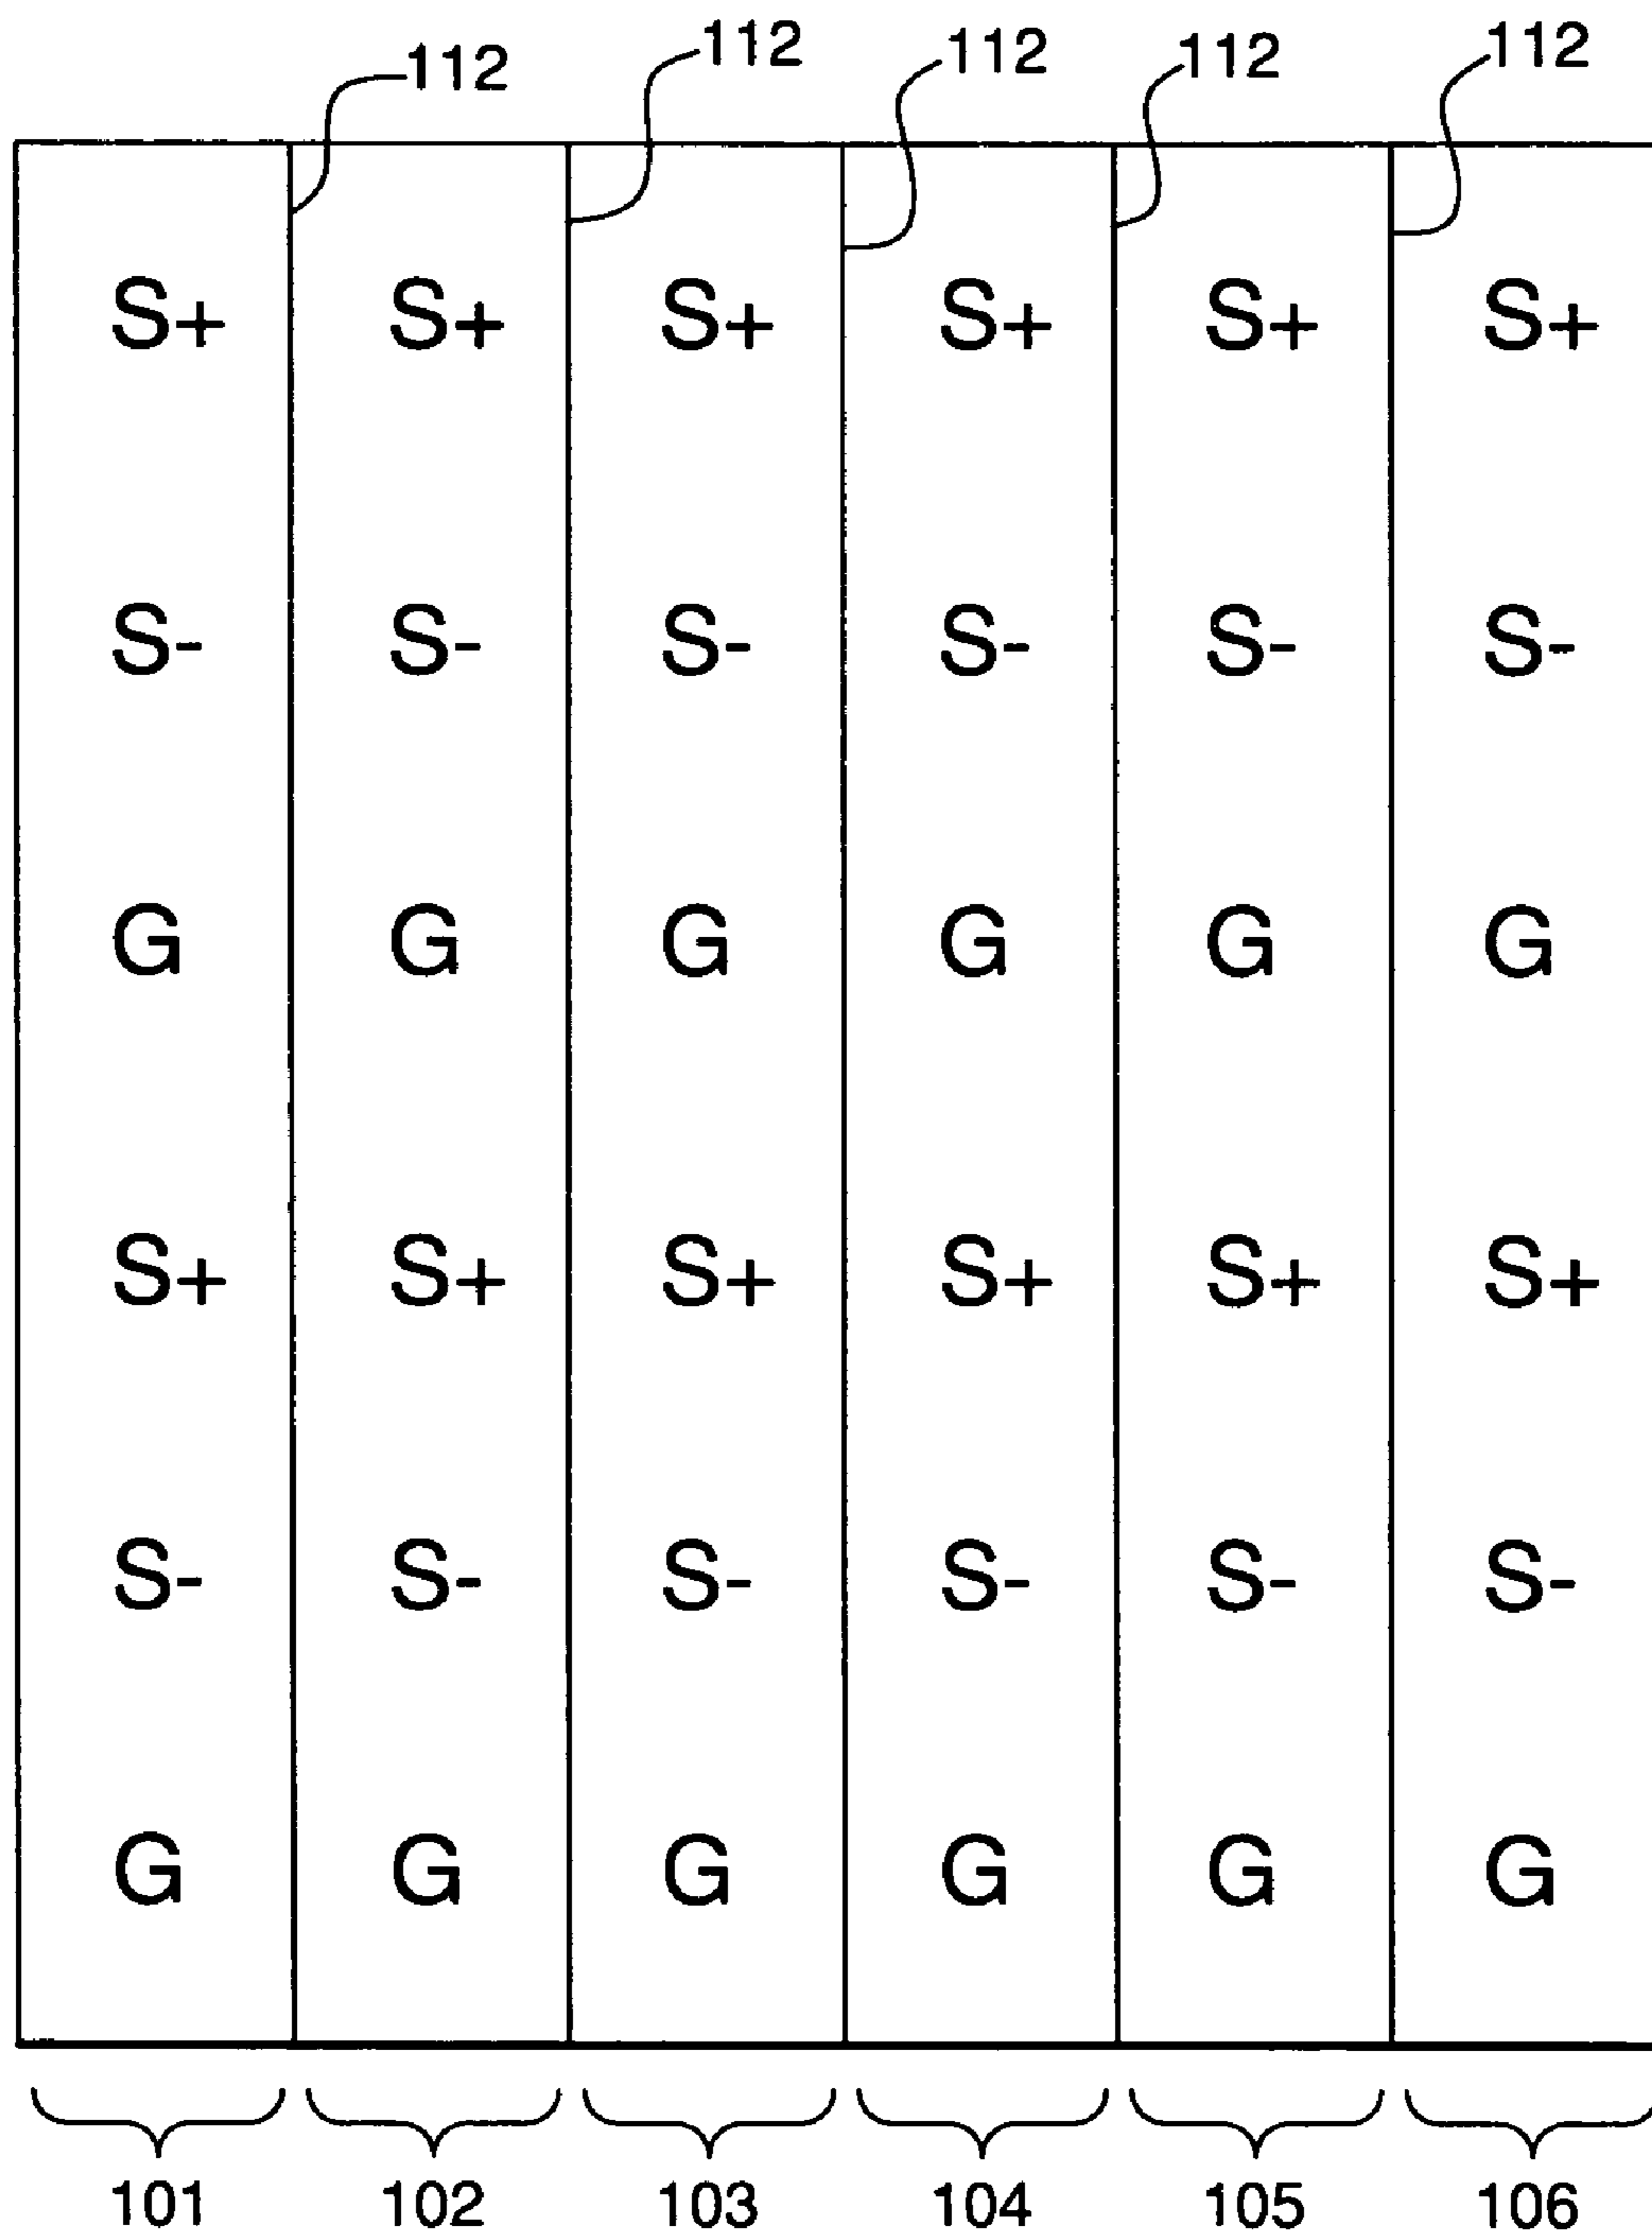 112 112 112 112 112
S+ S+ S+ S+ S+ S+
S- S- S- S- S- S-
G G G G G G
S+ S+ S+ S+ S+ S+
S- S- S- S- S- S-
G G G G G G
101 102 103 104 105 106